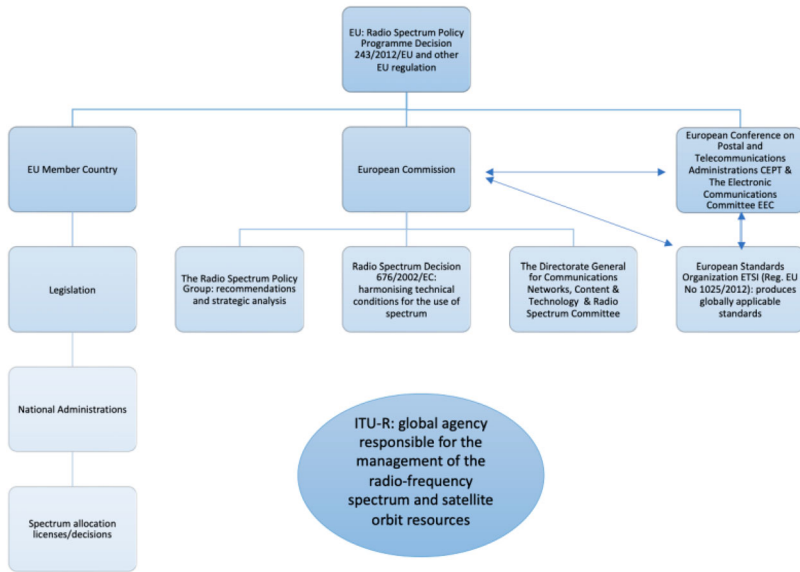 EU: Radio Spectrum Policy
Programme Decision
243/2012/EU and other
EU regulation
EU Member Country
European Commission
European Conference on
Postal and
Telecommunications
Administrations CEPT &
The Electronic
Communications
Committee EEC
Legislation
The Radio Spectrum Policy
Group: recommendations
and strategic analysis
Radio Spectrum Decision
676/2002/EC:
harmonising technical
conditions for the use of
spectrum
The Directorate General
for Communications
Networks, Content &
Technology & Radio
Spectrum Committee
European Standards
Organization ETSI (Reg. EU
No 1025/2012): produces
globally applicable
standards
National Administrations
Spectrum allocation
licenses/decisions
ITU-R: global agency
responsible for the
management of the
radio-frequency
spectrum and satellite
orbit resources